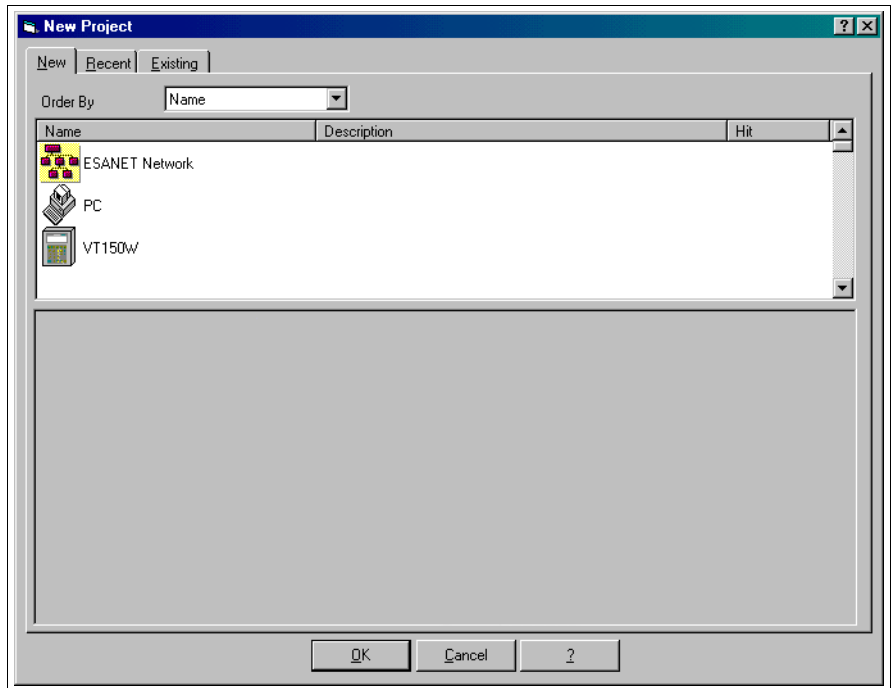 New Project
New Recent Existing
Order By Name
Name Description Hit
ESANET Network
PC
VT150W
OK Cancel ?